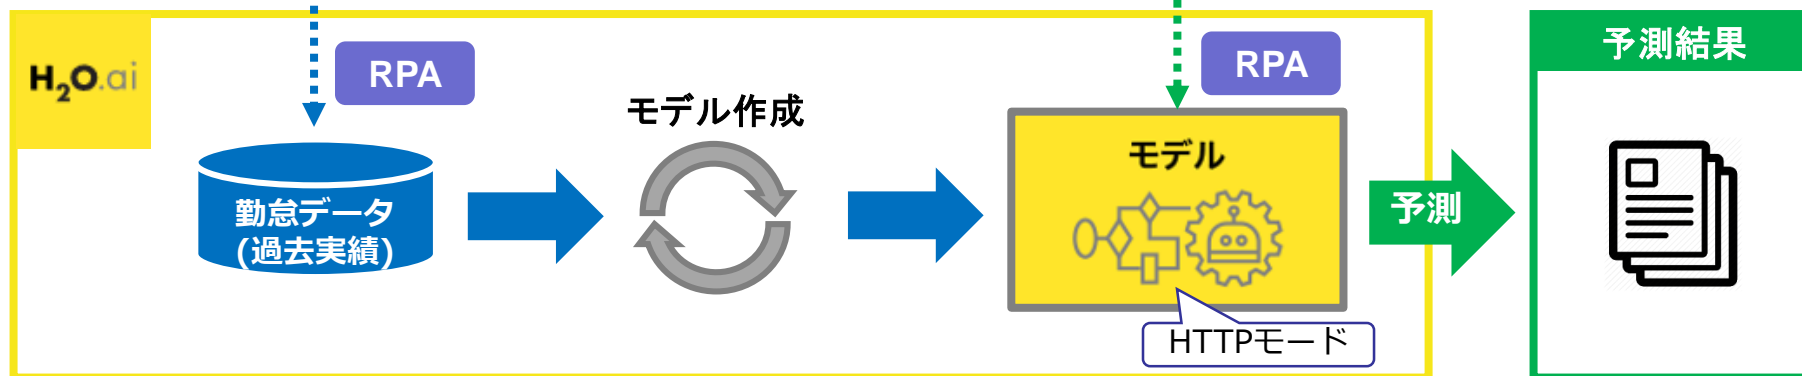 H2O.ai
RPA
モデル作成
勤怠データ
(過去実績)
RPA
モデル
HTTPモード
予測
予測結果